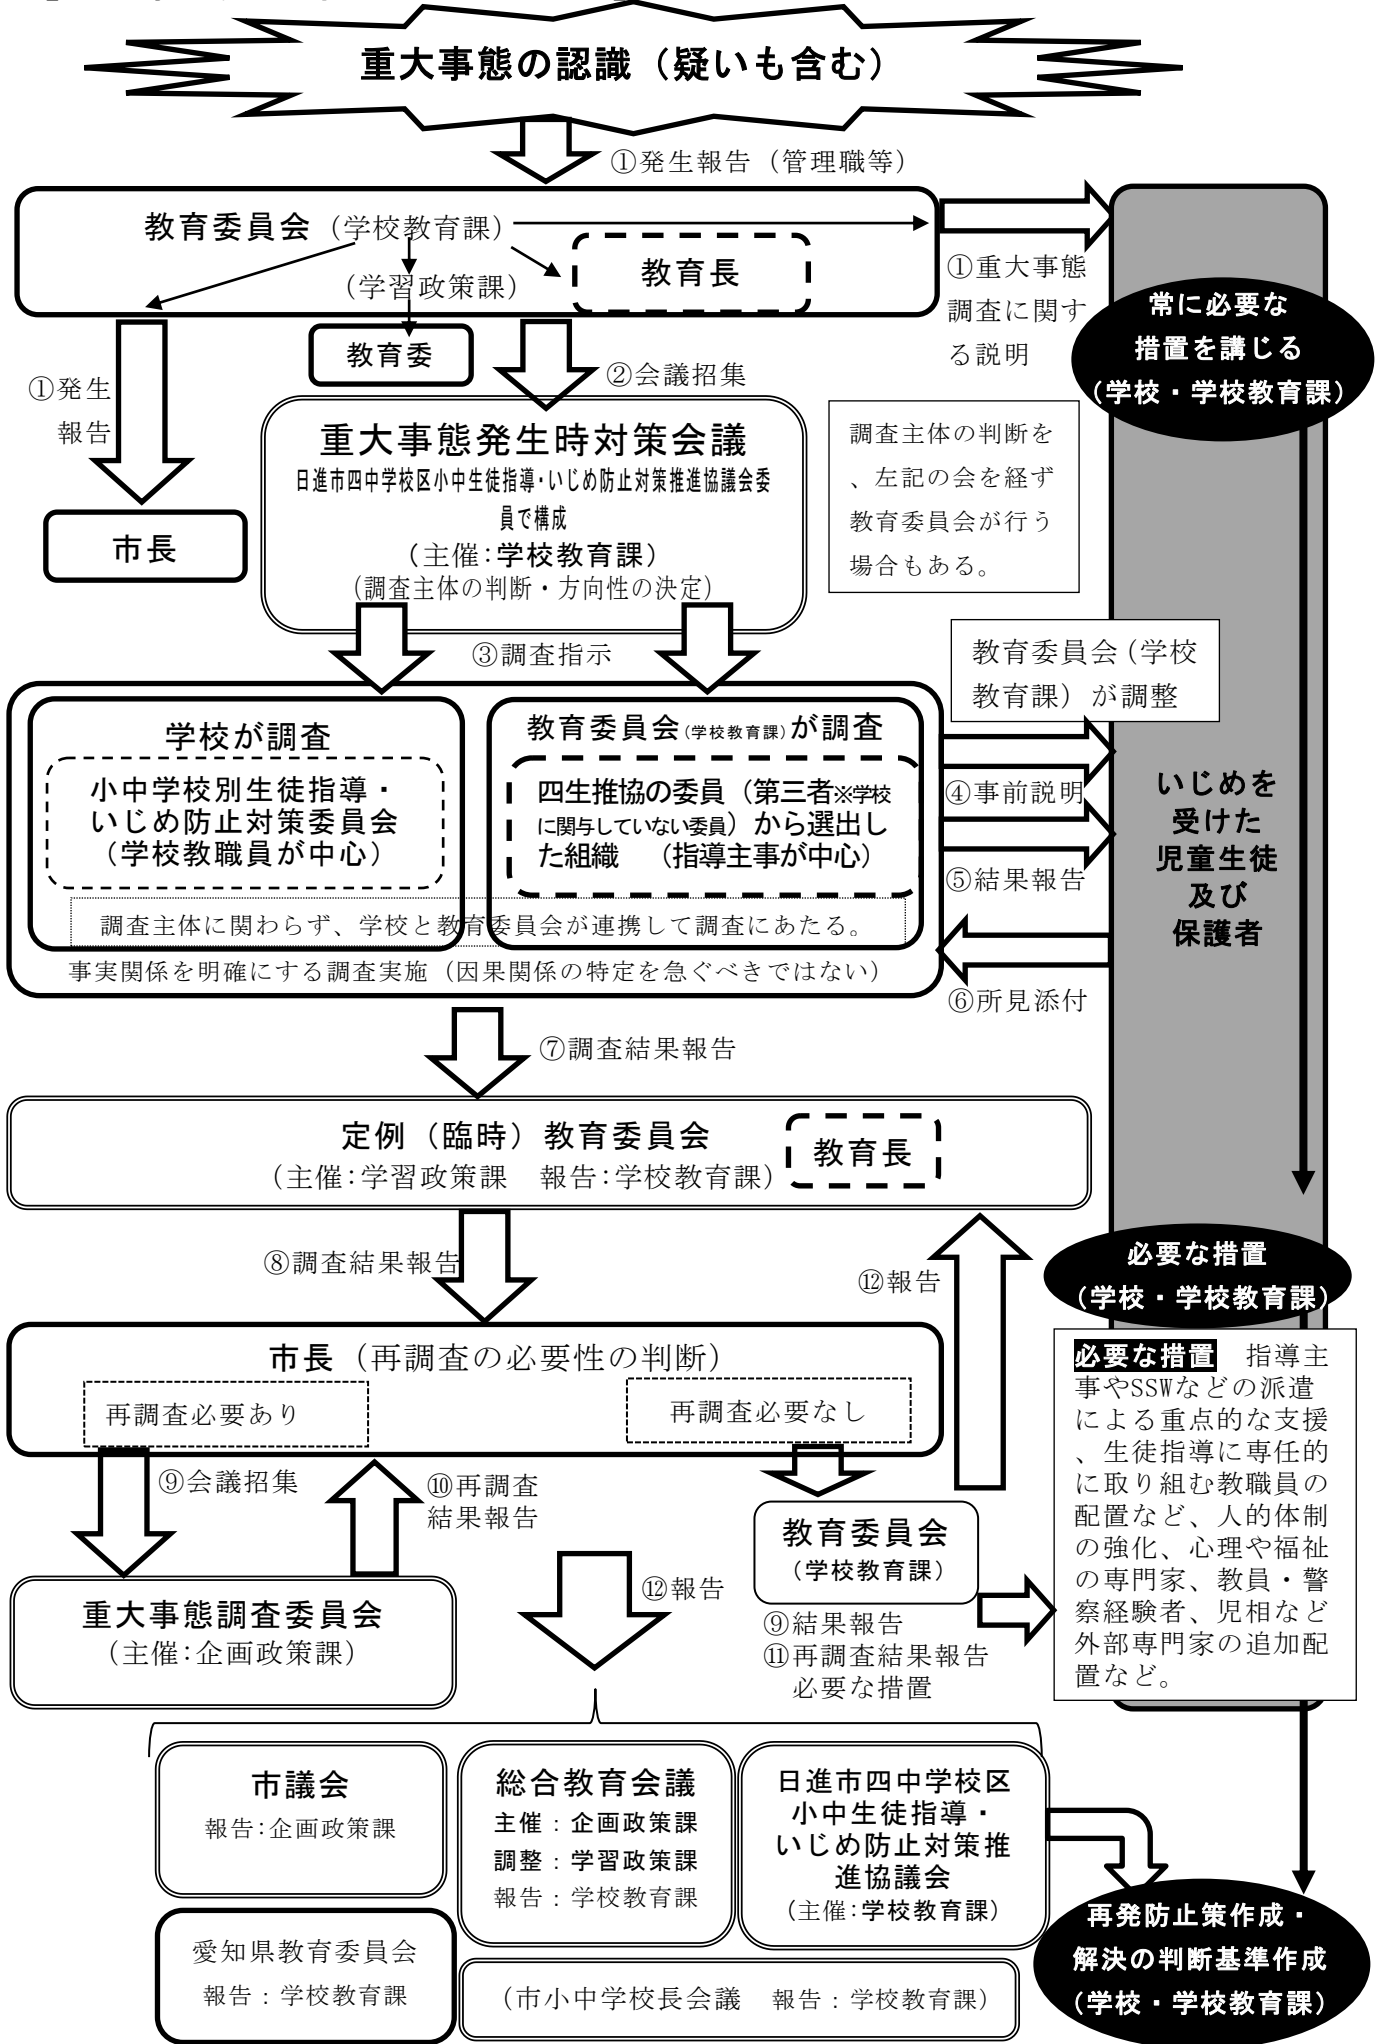 重大事態の認識（疑いも含む）
①発生報告（管理職等）
教育委員会（学校教育課）
（学習政策課）
教育長
教育委
①重大事態
調査に関す
る説明
常に必要な
措置を講じる
（学校・学校教育課）
①発生
報告
②会議招集
市長
重大事態発生時対策会議
日進市四中学校区小中生徒指導・いじめ防止対策推進協議会委
員で構成
（主催：学校教育課）
（調査主体の判断・方向性の決定）
調査主体の判断を
、左記の会を経ず
教育委員会が行う
場合もある。
③調査指示
教育委員会（学校
教育課）が調整
学校が調査
小中学校別生徒指導・
いじめ防止対策委員会
（学校教職員が中心）
教育委員会（学校教育課）が調査
四生推協の委員（第三者※学校
に関与していない委員）から選出し
た組織　（指導主事が中心）
調査主体に関わらず、学校と教育委員会が連携して調査にあたる。
事実関係を明確にする調査実施（因果関係の特定を急ぐべきではない）
④事前説明
⑤結果報告
⑥所見添付
いじめを
受けた
児童生徒
及び
保護者
⑦調査結果報告
定例（臨時）教育委員会
（主催：学習政策課　報告：学校教育課）
教育長
⑧調査結果報告
⑫報告
必要な措置
（学校・学校教育課）
市長（再調査の必要性の判断）
再調査必要あり
再調査必要なし
⑨会議招集
⑩再調査
結果報告
教育委員会
（学校教育課）
必要な措置　指導主
事やSSWなどの派遣
による重点的な支援
、生徒指導に専任的
に取り組む教職員の
配置など、人的体制
の強化、心理や福祉
の専門家、教員・警
察経験者、児相など
外部専門家の追加配
置など。
重大事態調査委員会
（主催：企画政策課）
⑫報告
⑨結果報告
⑪再調査結果報告
必要な措置
市議会
報告：企画政策課
総合教育会議
主催：企画政策課
調整：学習政策課
報告：学校教育課
日進市四中学校区
小中生徒指導・
いじめ防止対策推
進協議会
（主催：学校教育課）
愛知県教育委員会
報告：学校教育課
（市小中学校長会議　報告：学校教育課）
再発防止策作成・
解決の判断基準作成
（学校・学校教育課）